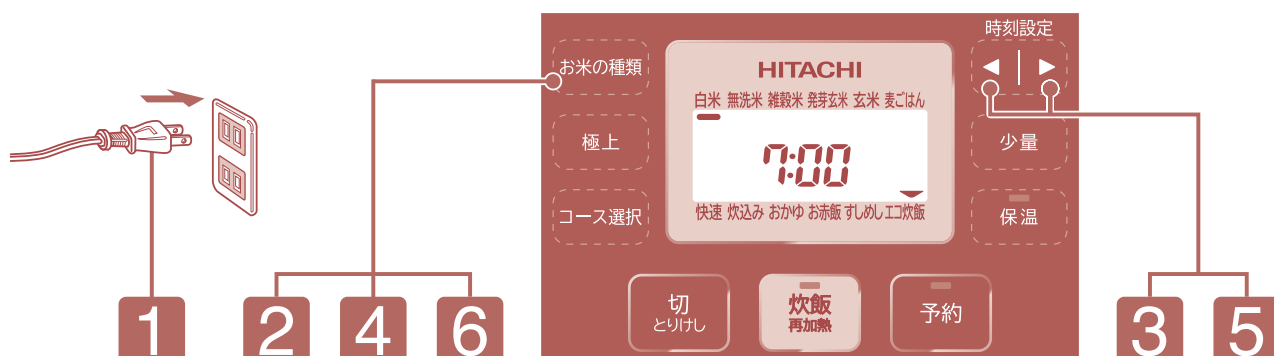 時刻設定
お米の種類
HITACHI
白米 無洗米 雑穀米 発芽玄米 玄米 麦ごはん
極上
少量
7:00
コース選択
快速 炊込み おかゆ お赤飯 すしめし エコ炊飯
保温
切
とりけし
炊飯
再加熱
予約
1 2 4 6 3 5